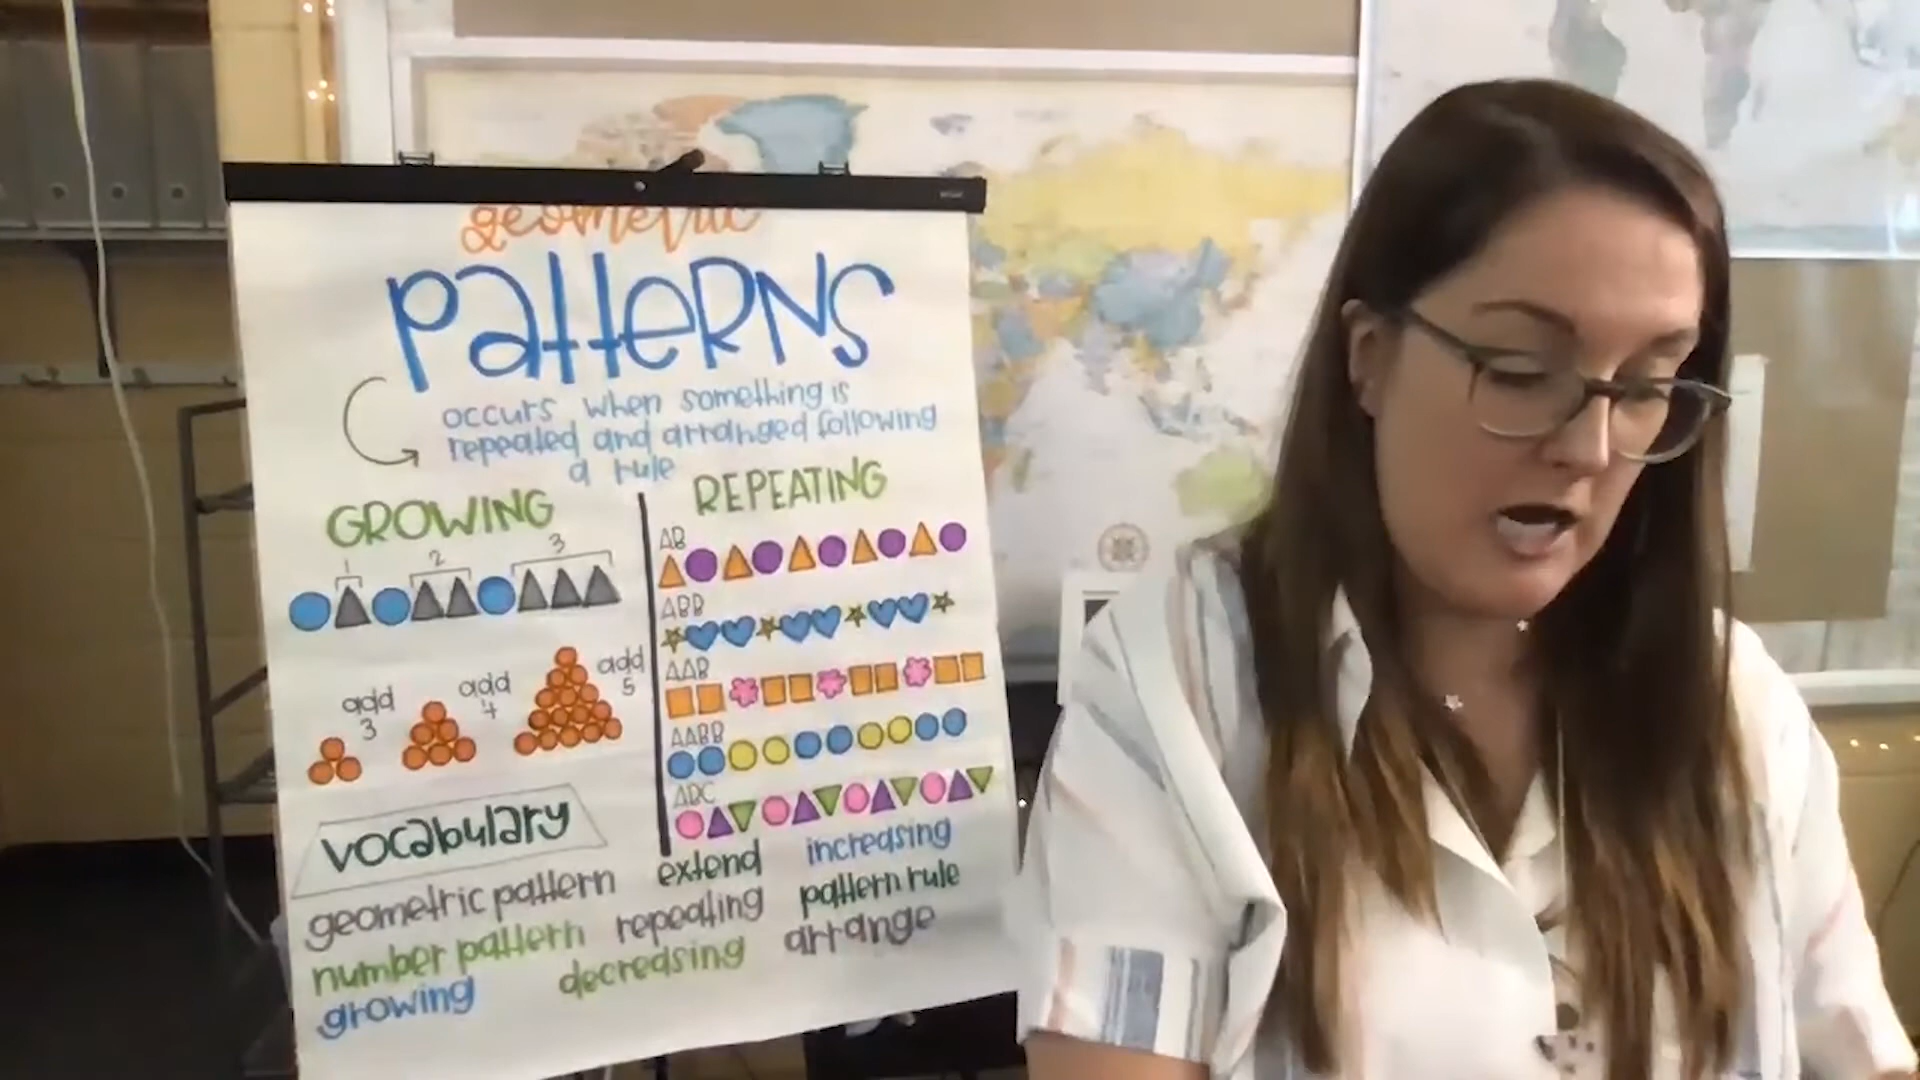 geometric
Patterns
occurs when something is
repeated and arranged following
a rule
GROWING
1 2 3
add 3
add 4
add 5
REPEATING
AB
ABB
AAB
AABB
ABC
vocabulary
geometric pattern
extend
increasing
number pattern
repeating
pattern rule
growing
decreasing
arrange